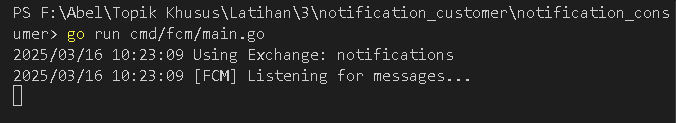 PS F:\Abel\Topik Khusus\Latihan\3\notification_customer\notification_cons
umer> go run cmd/fcm/main.go
2025/03/16 10:23:09 Using Exchange: notifications
2025/03/16 10:23:09 [FCM] Listening for messages...